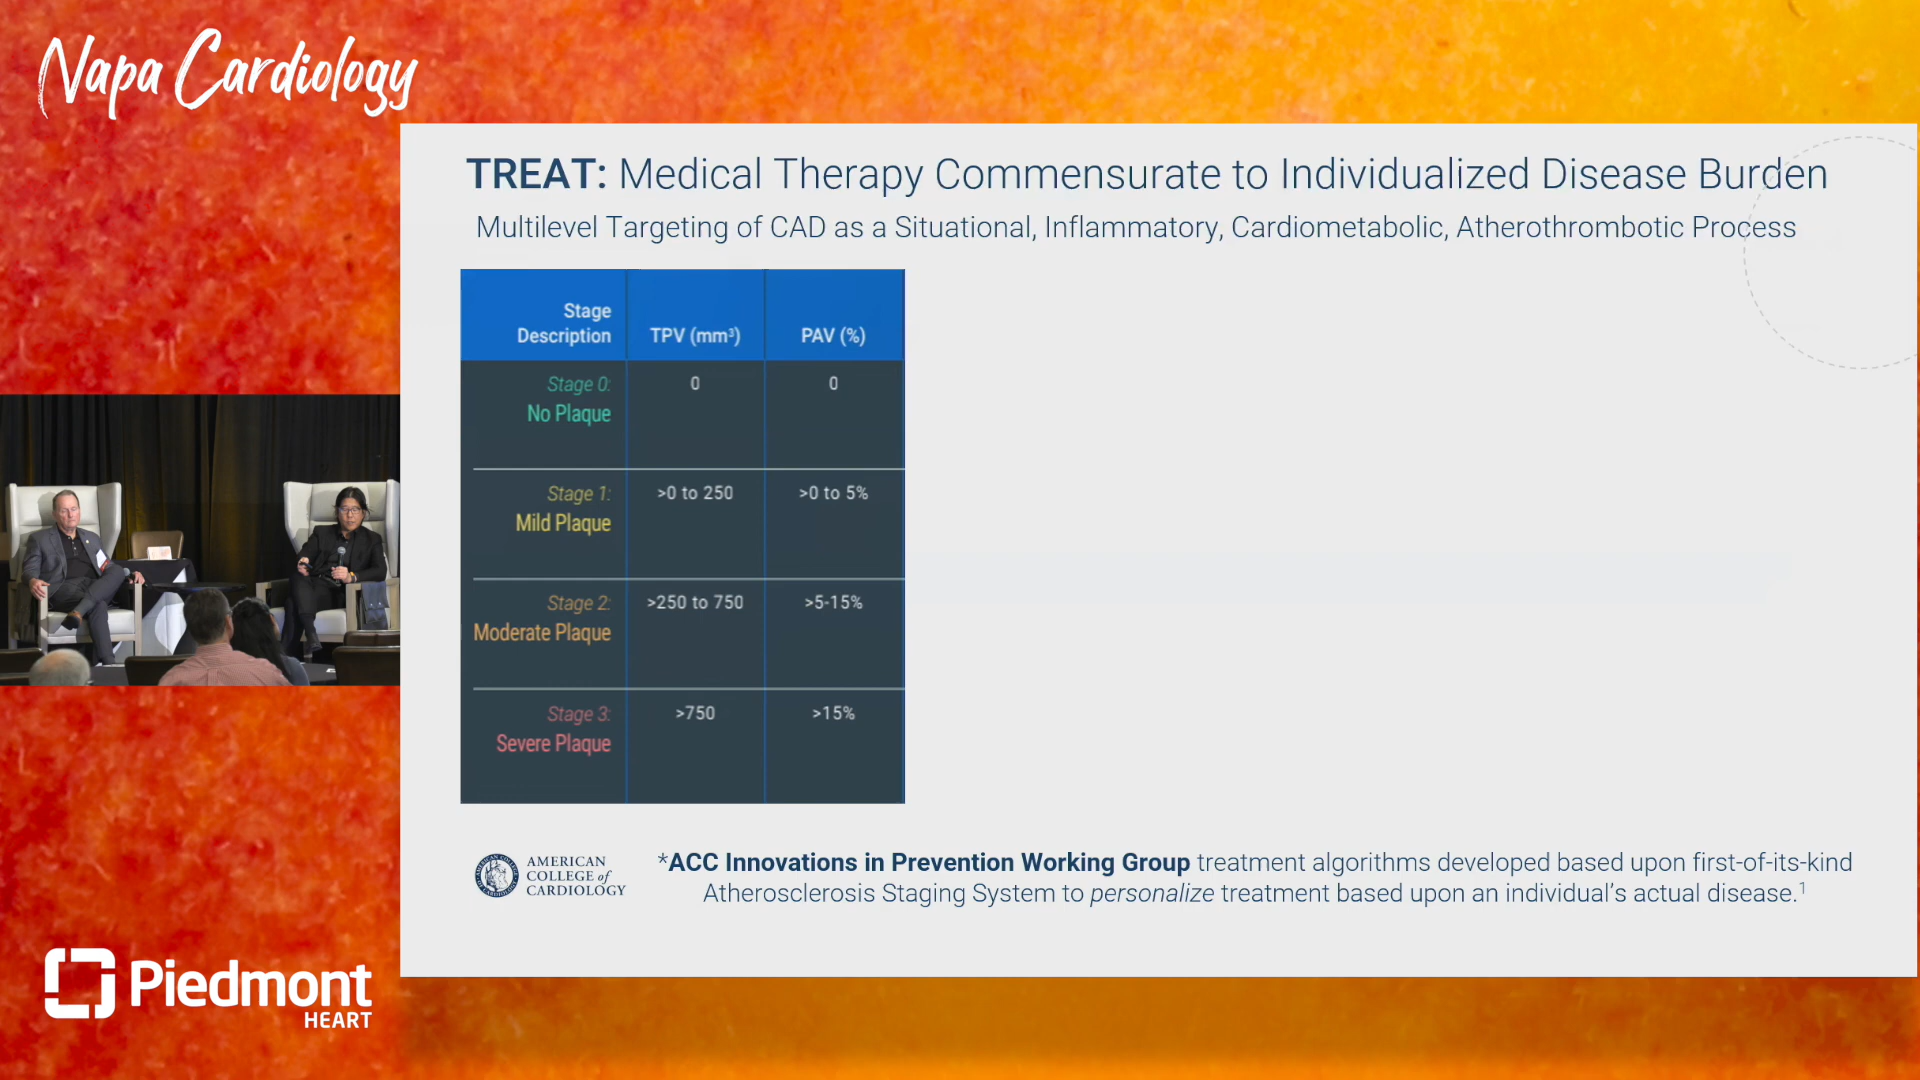 Napa Cardiology
TREAT: Medical Therapy Commensurate to Individualized Disease Burden
Multilevel Targeting of CAD as a Situational, Inflammatory, Cardiometabolic, Atherothrombotic Process
Stage
Description
TPV (mm³)
PAV (%)
Stage 0:
No Plaque
0
0
Stage 1:
Mild Plaque
>0 to 250
>0 to 5%
Stage 2:
Moderate Plaque
>250 to 750
>5-15%
Stage 3:
Severe Plaque
>750
>15%
AMERICAN
COLLEGE of
CARDIOLOGY
*ACC Innovations in Prevention Working Group treatment algorithms developed based upon first-of-its-kind
Atherosclerosis Staging System to personalize treatment based upon an individual's actual disease.¹
Piedmont
HEART